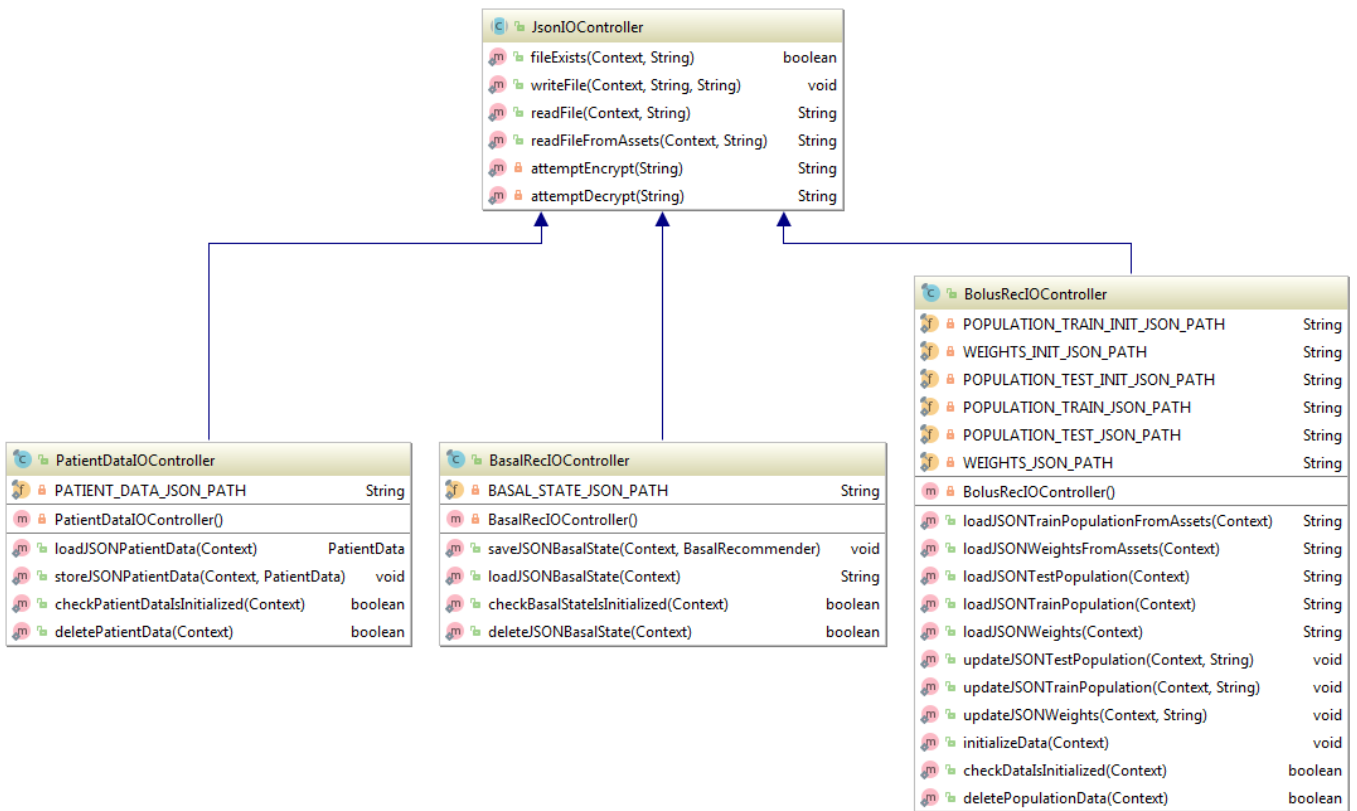 JsonIOController
fileExists(Context, String) boolean
writeFile(Context, String, String) void
readFile(Context, String) String
readFileFromAssets(Context, String) String
attemptEncrypt(String) String
attemptDecrypt(String) String
PatientDataIOController
PATIENT_DATA_JSON_PATH String
PatientDataIOController()
loadJSONPatientData(Context) PatientData
storeJSONPatientData(Context, PatientData) void
checkPatientDataIsInitialized(Context) boolean
deletePatientData(Context) boolean
BasalRecIOController
BASAL_STATE_JSON_PATH String
BasalRecIOController()
saveJSONBasalState(Context, BasalRecommender) void
loadJSONBasalState(Context) String
checkBasalStateIsInitialized(Context) boolean
deleteJSONBasalState(Context) boolean
BolusRecIOController
POPULATION_TRAIN_INIT_JSON_PATH String
WEIGHTS_INIT_JSON_PATH String
POPULATION_TEST_INIT_JSON_PATH String
POPULATION_TRAIN_JSON_PATH String
POPULATION_TEST_JSON_PATH String
WEIGHTS_JSON_PATH String
BolusRecIOController()
loadJSONTrainPopulationFromAssets(Context) String
loadJSONWeightsFromAssets(Context) String
loadJSONTestPopulation(Context) String
loadJSONTrainPopulation(Context) String
loadJSONWeights(Context) String
updateJSONTestPopulation(Context, String) void
updateJSONTrainPopulation(Context, String) void
updateJSONWeights(Context, String) void
initializeData(Context) void
checkDataIsInitialized(Context) boolean
deletePopulationData(Context) boolean